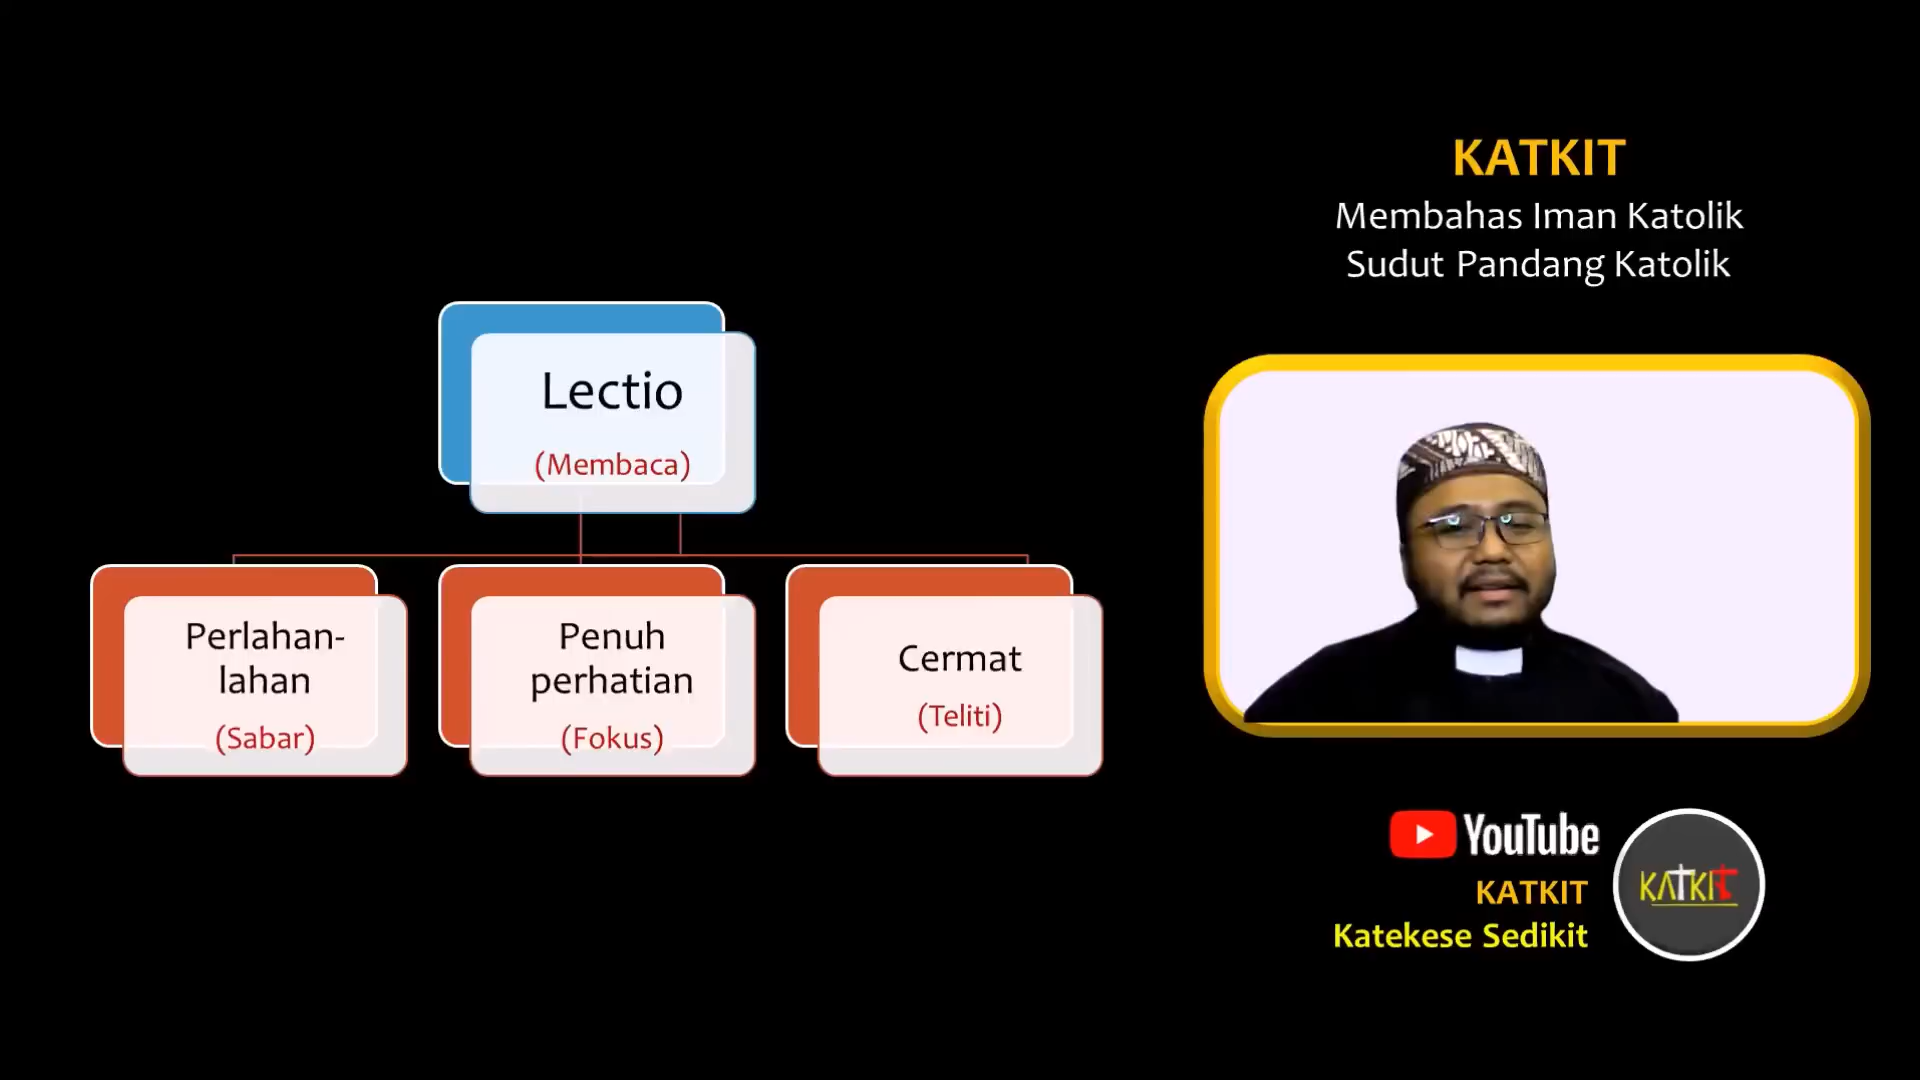 KATKIT
Membahas Iman Katolik
Sudut Pandang Katolik
Lectio
(Membaca)
Perlahan-
lahan
(Sabar)
Penuh
perhatian
(Fokus)
Cermat
(Teliti)
YouTube
KATKIT
Katekese Sedikit
KATKIT